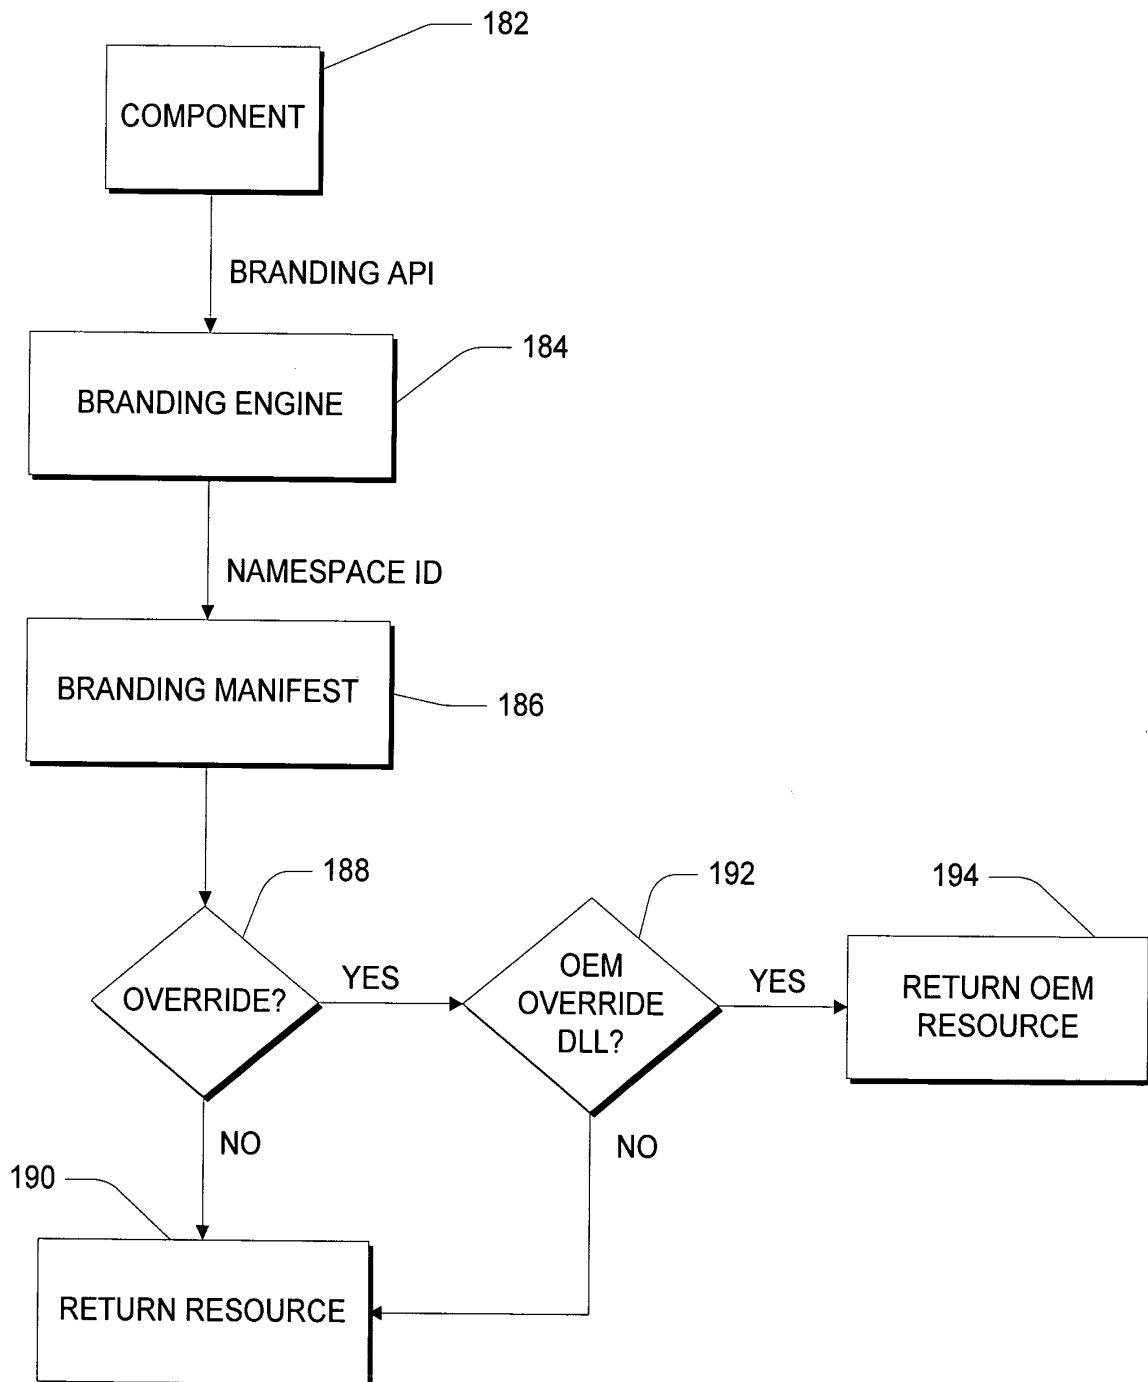 182
COMPONENT
BRANDING API
184
BRANDING ENGINE
NAMESPACE ID
BRANDING MANIFEST
186
188
192
194
OVERRIDE?
YES
OEM
OVERRIDE
DLL?
YES
RETURN OEM
RESOURCE
NO
NO
190
RETURN RESOURCE